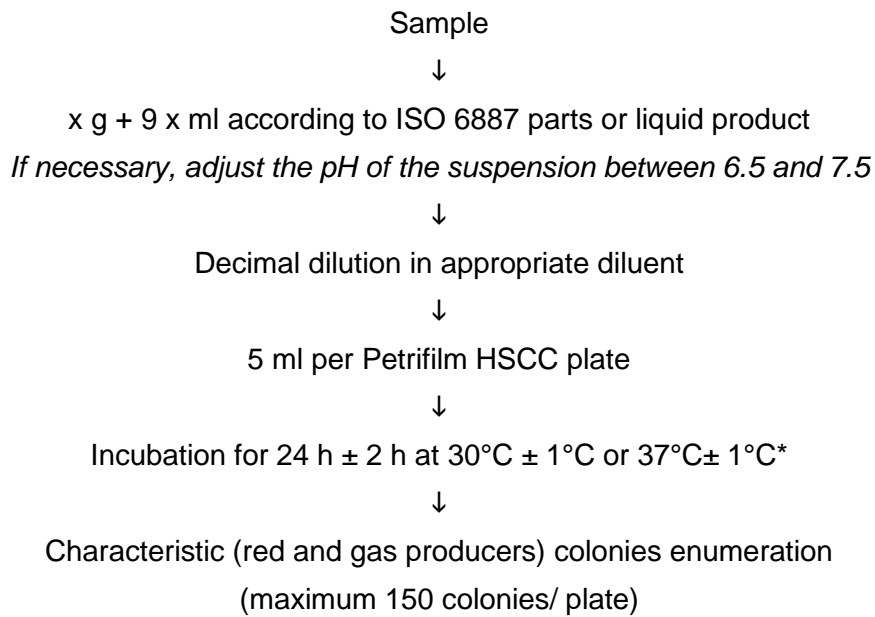 Sample
↓
x g + 9 x ml according to ISO 6887 parts or liquid product
If necessary, adjust the pH of the suspension between 6.5 and 7.5
↓
Decimal dilution in appropriate diluent
↓
5 ml per Petrifilm HSCC plate
↓
Incubation for 24 h ± 2 h at 30°C ± 1°C or 37°C± 1°C*
↓
Characteristic (red and gas producers) colonies enumeration
(maximum 150 colonies/ plate)